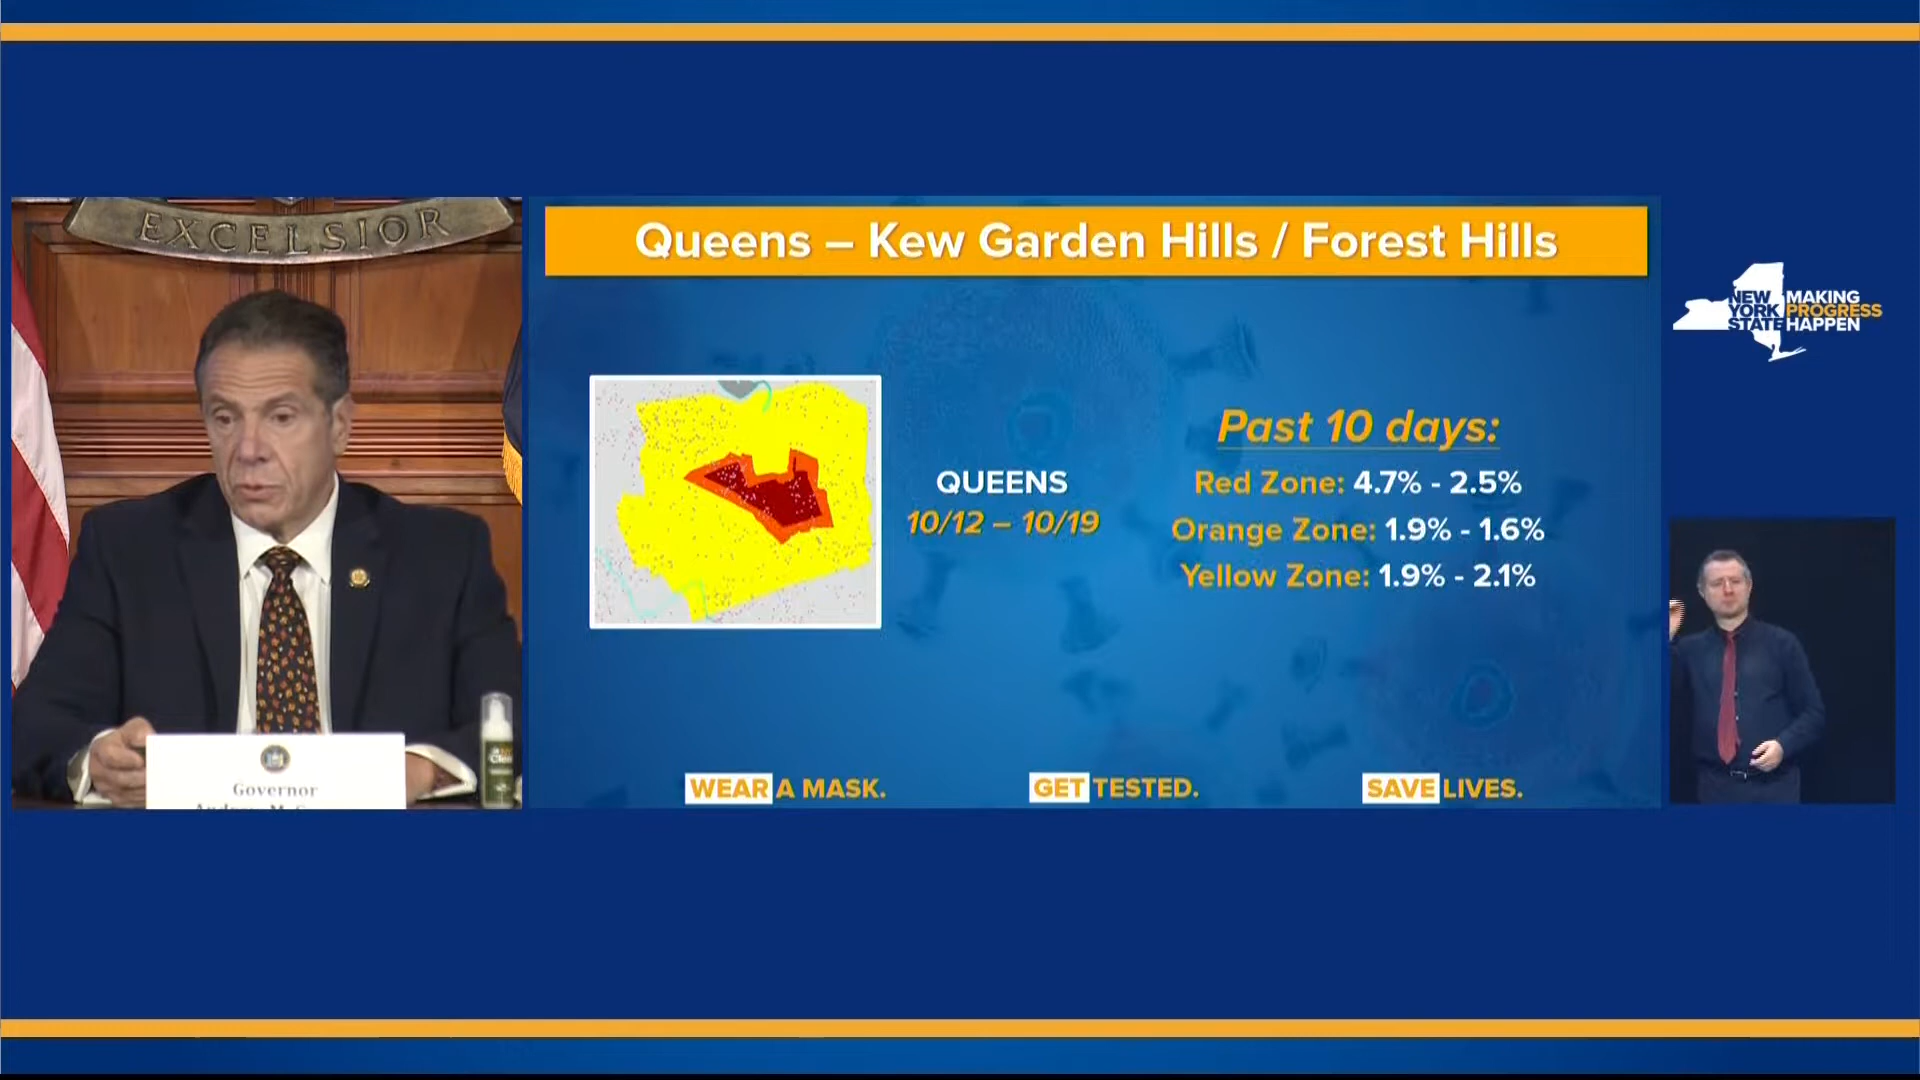 EXCELSIOR
Governor
Queens – Kew Garden Hills / Forest Hills
QUEENS
10/12 – 10/19
Past 10 days:
Red Zone: 4.7% - 2.5%
Orange Zone: 1.9% - 1.6%
Yellow Zone: 1.9% - 2.1%
WEAR A MASK.
GET TESTED.
SAVE LIVES.
NEW YORK STATE
MAKING PROGRESS HAPPEN